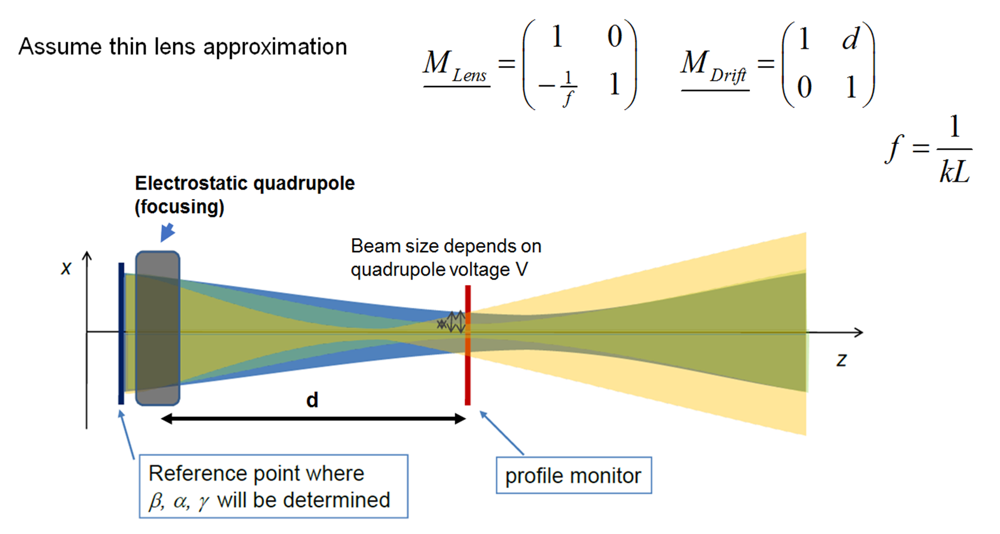 Assume thin lens approximation
M_Lens = ( 1 0 ; -1/f 1 )
M_Drift = ( 1 d ; 0 1 )
f = 1/kL
Electrostatic quadrupole
(focusing)
Beam size depends on
quadrupole voltage V
x
z
d
Reference point where
β, α, γ will be determined
profile monitor